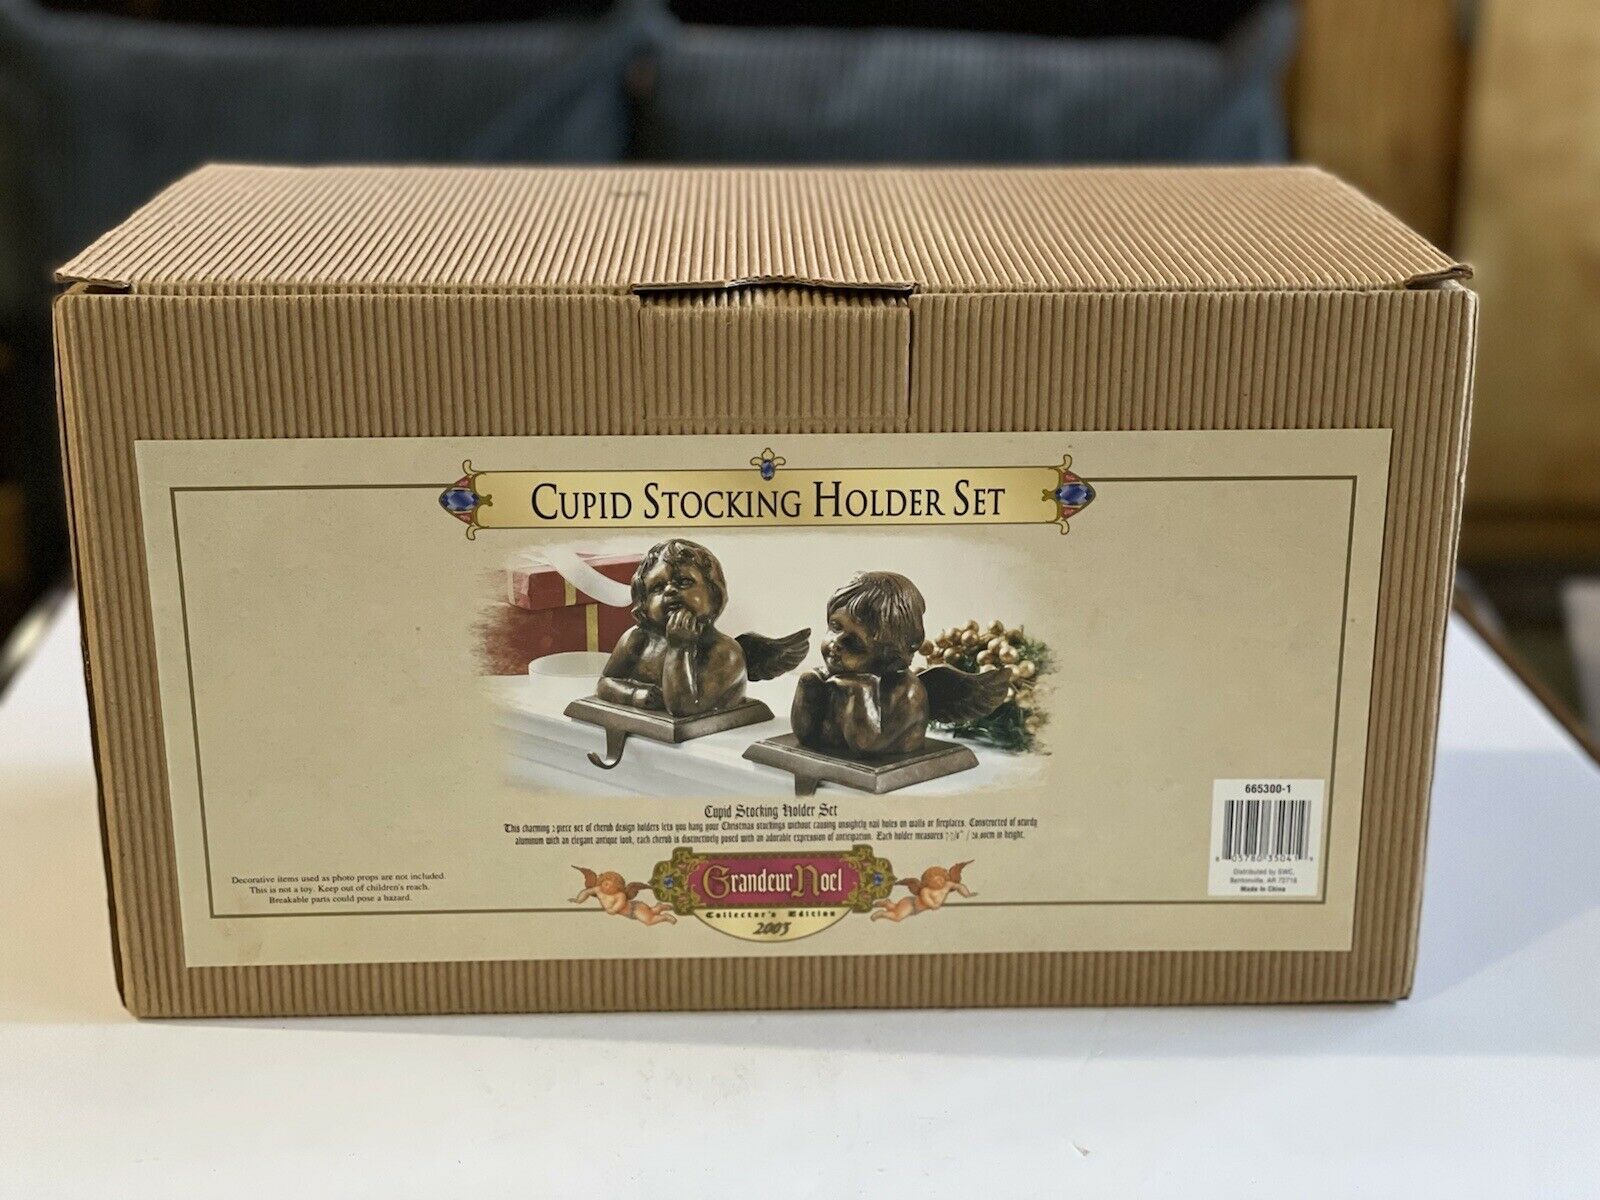 CUPID STOCKING HOLDER SET
Cupid Stocking Holder Set
This charming 2 piece set of cherub design holders lets you hang your Christmas stockings without causing unsightly nail holes on walls or fireplaces. Constructed of sturdy
aluminum with an elegant antique look, each cherub is distinctively posed with an adorable expression of anticipation. Each holder measures in height.
Decorative items used as photo props are not included.
This is not a toy. Keep out of children's reach.
Breakable parts could pose a hazard.
Grandeur Noel
Collector's Edition
2003
665300-1
05780 35041
Distributed by
Bentonville, AR 72716
Made in China